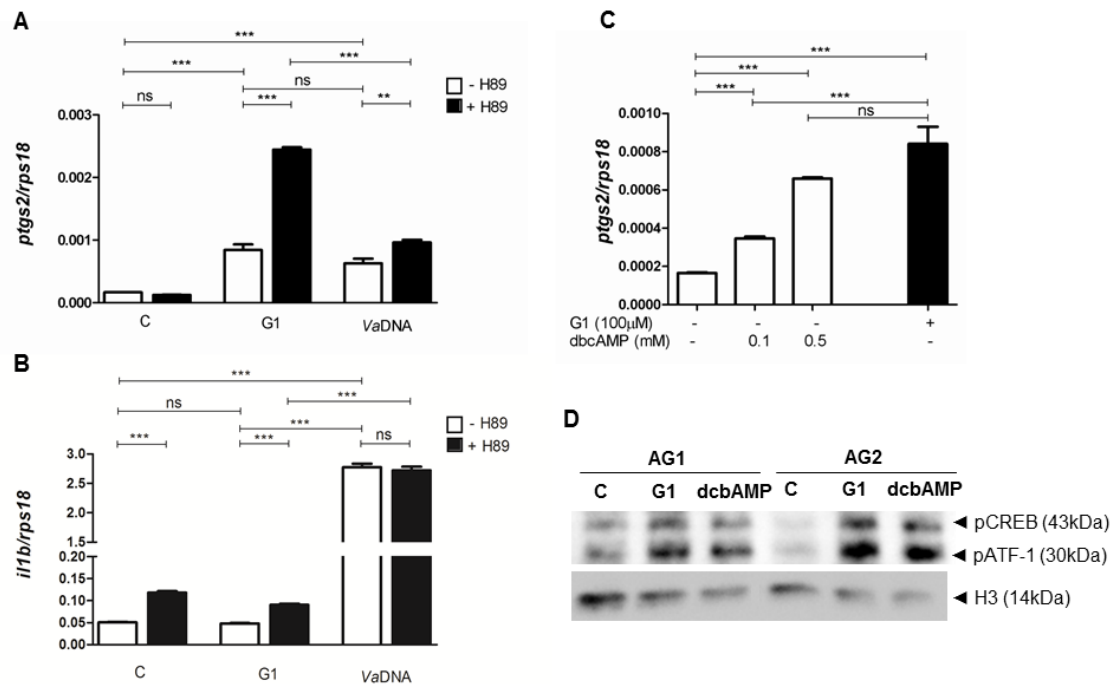 A
***
*** ***
ns
ns *** **
- H89
+ H89
ptgs2/rps18
0.003
0.002
0.001
0.000
C G1 VaDNA
B
***
ns ***
***
*** *** ns
- H89
+ H89
il1b/rps18
3.0
2.5
2.0
1.5
0.20
0.15
0.10
0.05
0.00
C G1 VaDNA
C
***
***
*** ***
ns
ptgs2/rps18
0.0010
0.0008
0.0006
0.0004
0.0002
0.0000
G1 (100µM) - - - +
dbcAMP (mM) - 0.1 0.5 -
D
AG1 AG2
C G1 dcbAMP C G1 dcbAMP
pCREB (43kDa)
pATF-1 (30kDa)
H3 (14kDa)